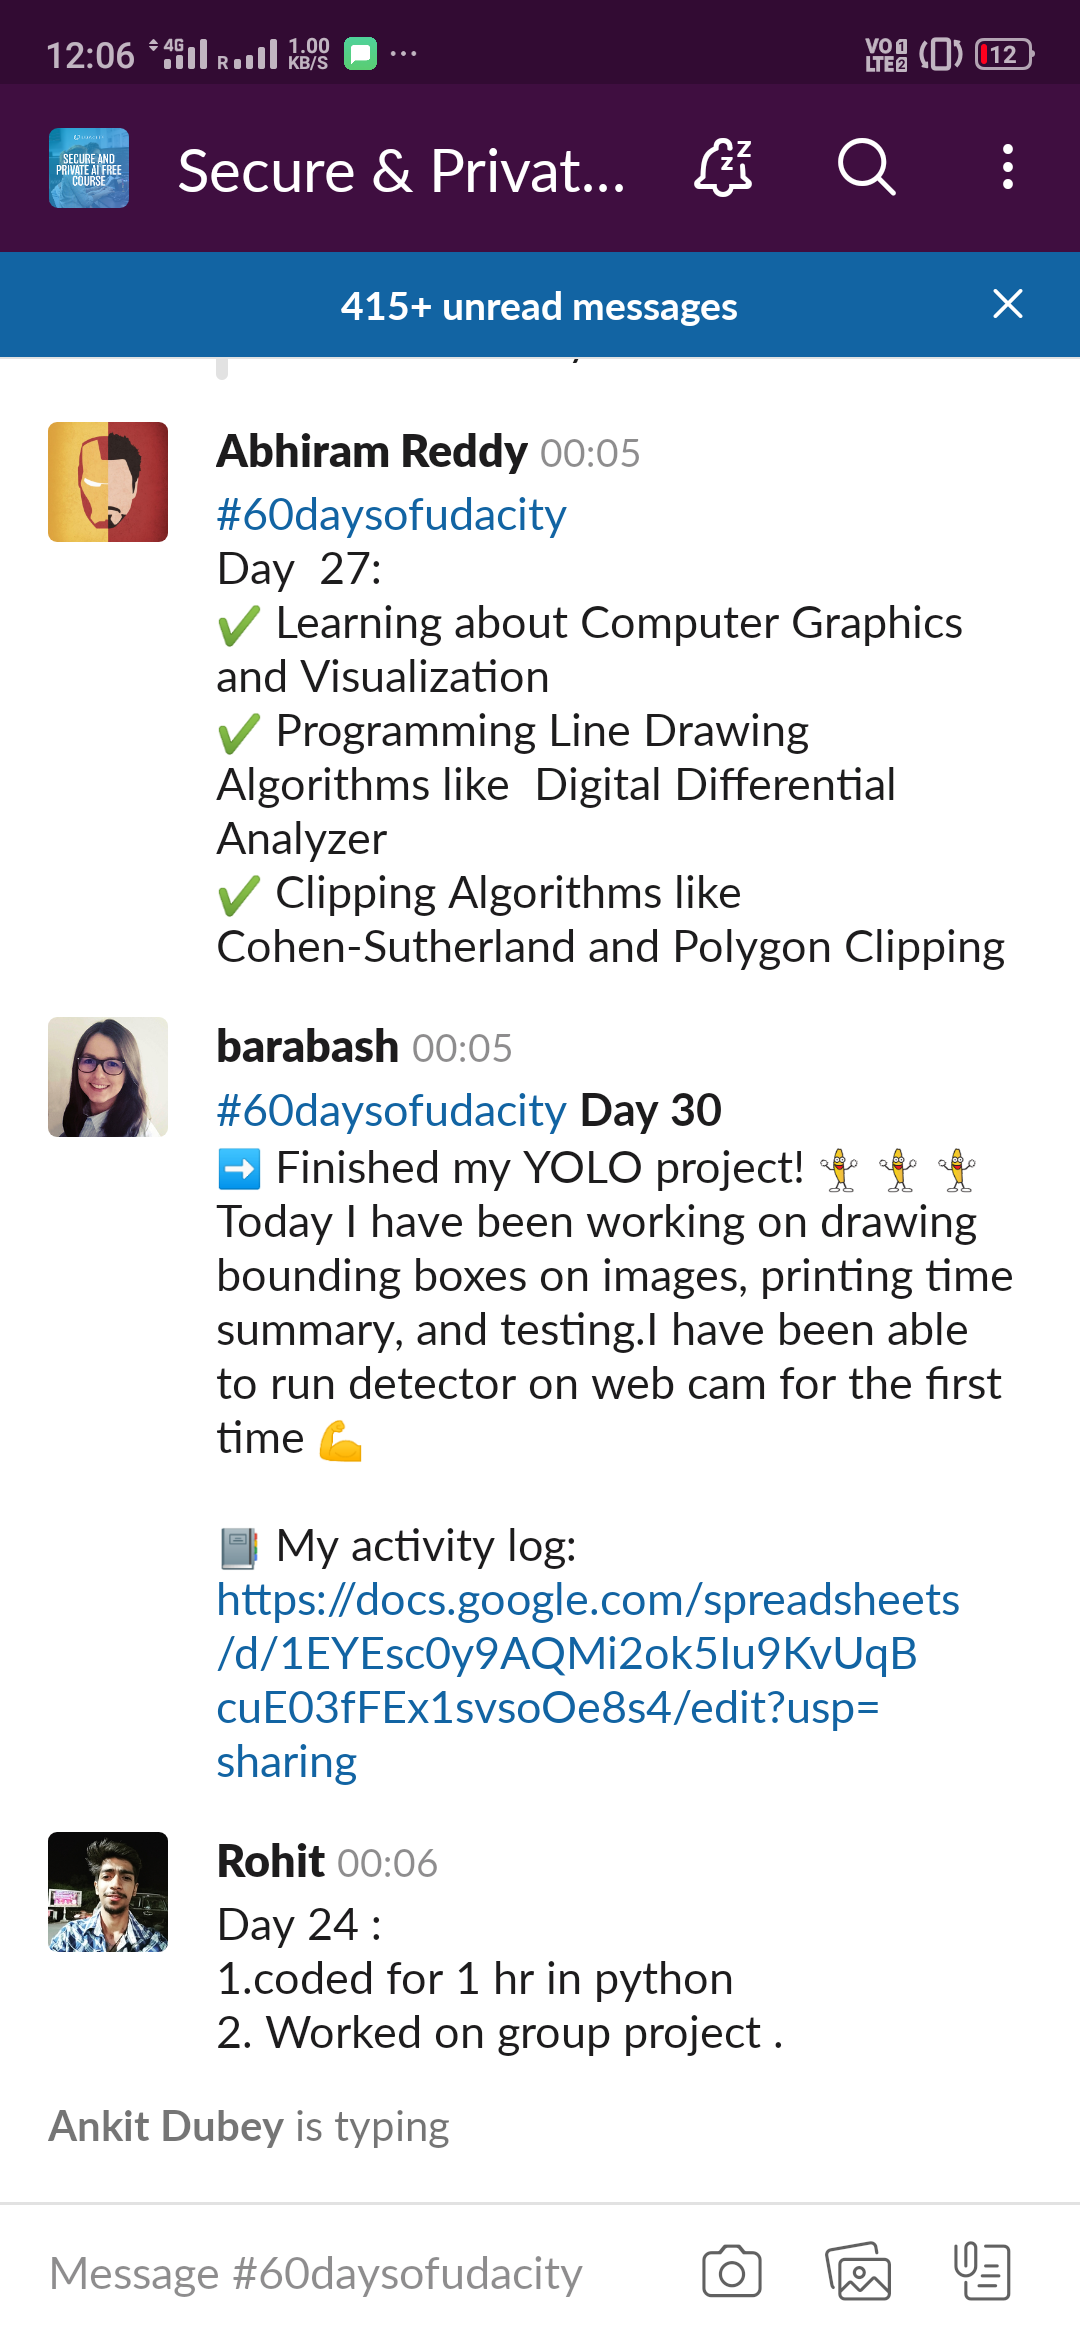 12:06 4G R 1.00 KB/S ... VO 1 LTE 2 12
SECURE AND
PRIVATE AI FREE
COURSE
Secure & Privat... z z z
415+ unread messages
Abhiram Reddy 00:05
#60daysofudacity
Day 27:
✔ Learning about Computer Graphics
and Visualization
✔ Programming Line Drawing
Algorithms like Digital Differential
Analyzer
✔ Clipping Algorithms like
Cohen-Sutherland and Polygon Clipping
barabash 00:05
#60daysofudacity Day 30
➡ Finished my YOLO project!
Today I have been working on drawing
bounding boxes on images, printing time
summary, and testing.I have been able
to run detector on web cam for the first
time 💪
📓 My activity log:
https://docs.google.com/spreadsheets
/d/1EYEsc0y9AQMi2ok5Iu9KvUqB
cuE03fFEx1svsoOe8s4/edit?usp=
sharing
Rohit 00:06
Day 24 :
1.coded for 1 hr in python
2. Worked on group project .
Ankit Dubey is typing
Message #60daysofudacity